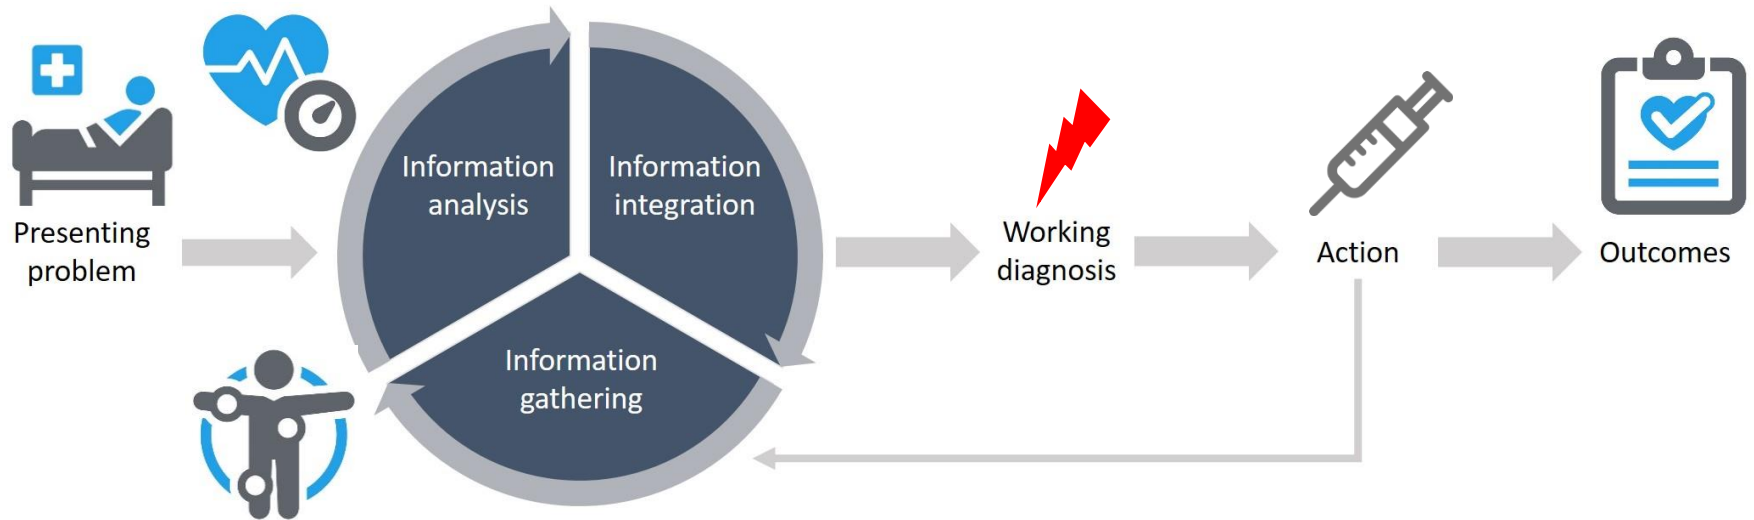 Presenting
problem
Information
analysis
Information
integration
Information
gathering
Working
diagnosis
Action
Outcomes